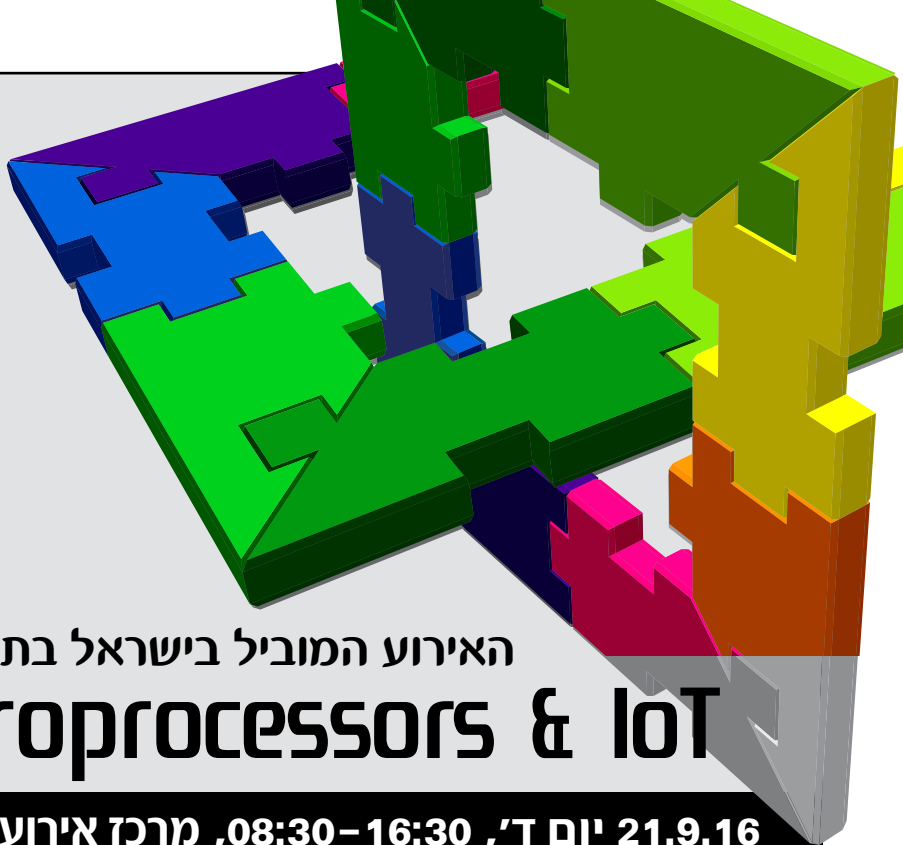 האירוע המוביל בישראל בת
roprocessors & IoT
21.9.16 יום ד׳, 08:30-16:30, מרכז אירוע